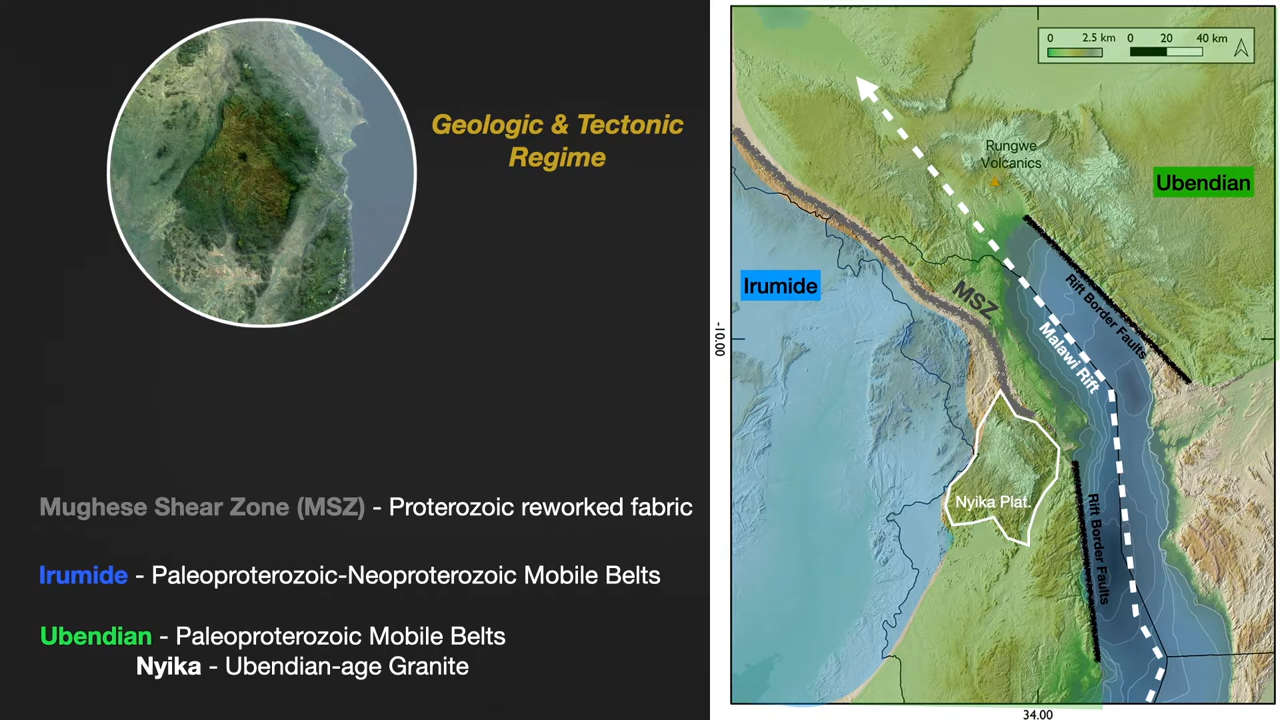 Geologic & Tectonic
Regime
Mughese Shear Zone (MSZ) - Proterozoic reworked fabric
Irumide - Paleoproterozoic-Neoproterozoic Mobile Belts
Ubendian - Paleoproterozoic Mobile Belts
Nyika - Ubendian-age Granite
0 2.5 km 0 20 40 km
Rungwe
Volcanics
Ubendian
Irumide
MSZ
Rift Border Faults
Malawi Rift
-10.00
Nyika Plat.
Rift Border Faults
34.00